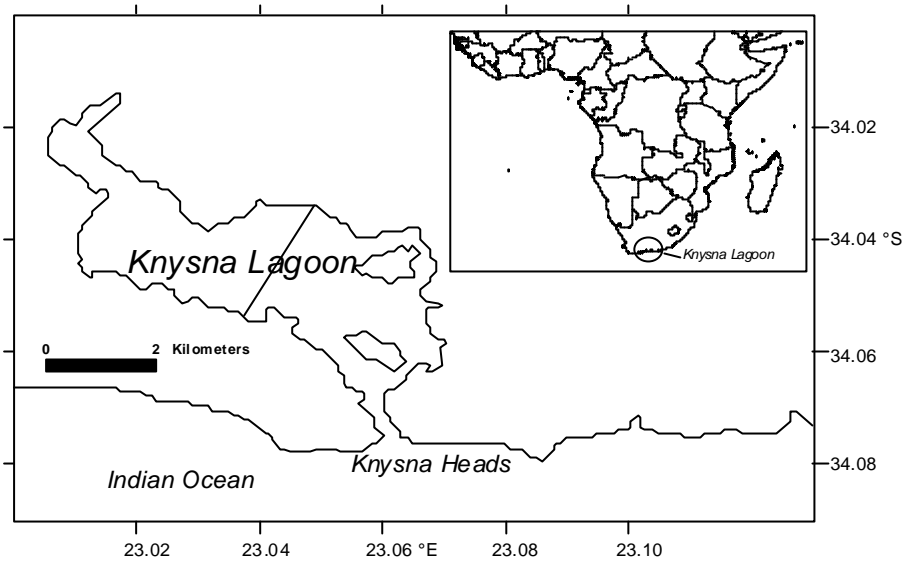 34.02
Knysna Lagoon
34.04 °S
Knysna Lagoon
0 2 Kilometers
34.06
Knysna Heads
34.08
Indian Ocean
23.02 23.04 23.06 °E 23.08 23.10